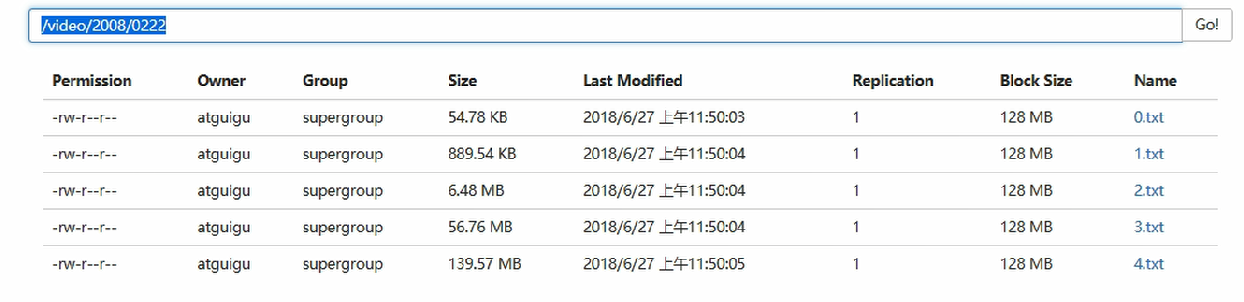 /video/2008/0222 Go!
Permission Owner Group Size Last Modified Replication Block Size Name
-rw-r--r-- atguigu supergroup 54.78 KB 2018/6/27 上午11:50:03 1 128 MB 0.txt
-rw-r--r-- atguigu supergroup 889.54 KB 2018/6/27 上午11:50:04 1 128 MB 1.txt
-rw-r--r-- atguigu supergroup 6.48 MB 2018/6/27 上午11:50:04 1 128 MB 2.txt
-rw-r--r-- atguigu supergroup 56.76 MB 2018/6/27 上午11:50:04 1 128 MB 3.txt
-rw-r--r-- atguigu supergroup 139.57 MB 2018/6/27 上午11:50:05 1 128 MB 4.txt